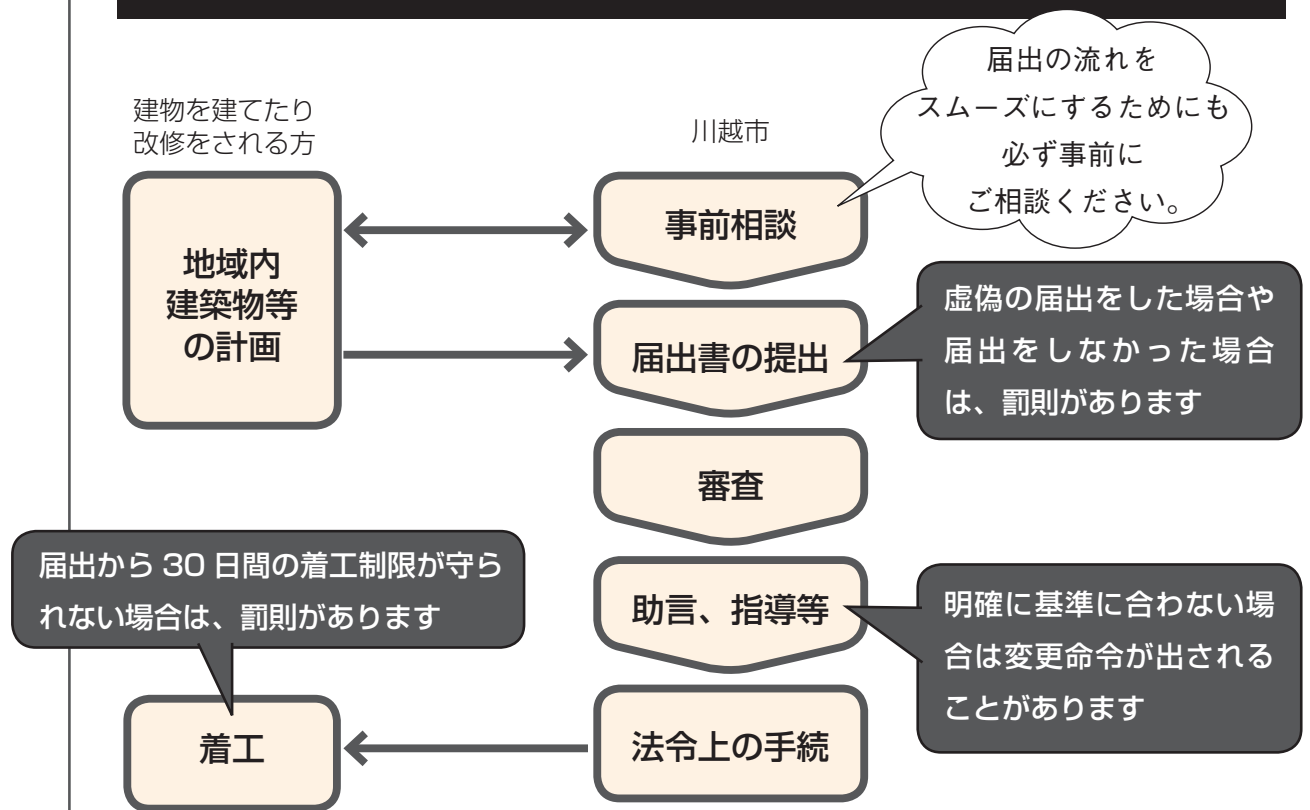 届出の流れを
スムーズにするためにも
必ず事前に
ご相談ください。
建物を建てたり
改修をされる方
川越市
地域内
建築物等
の計画
事前相談
届出書の提出
虚偽の届出をした場合や
届出をしなかった場合
は、罰則があります
審査
届出から 30 日間の着工制限が守ら
れない場合は、罰則があります
助言、指導等
明確に基準に合わない場
合は変更命令が出される
ことがあります
着工
法令上の手続